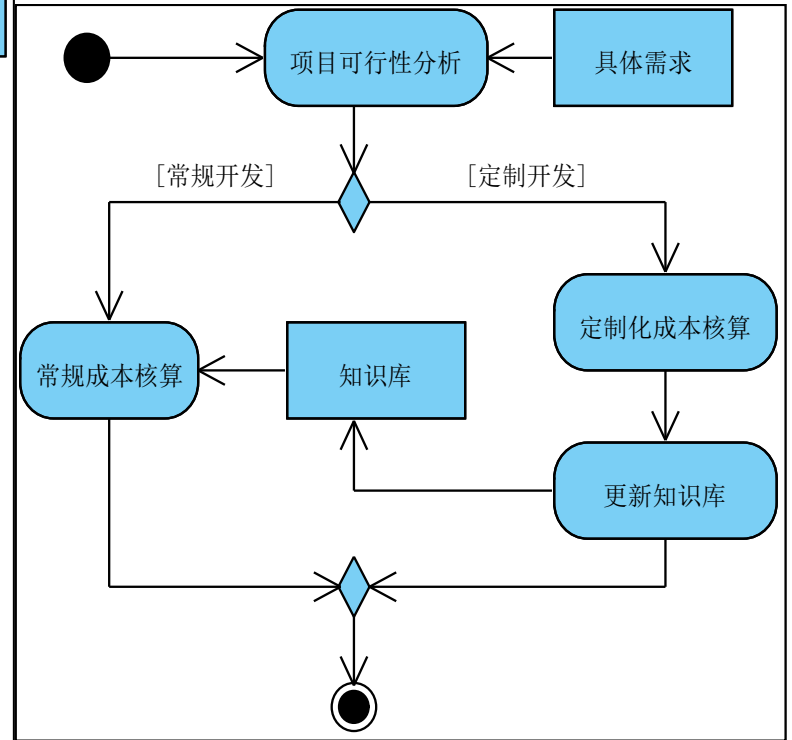 项目可行性分析
具体需求
[常规开发]
[定制开发]
定制化成本核算
常规成本核算
知识库
更新知识库